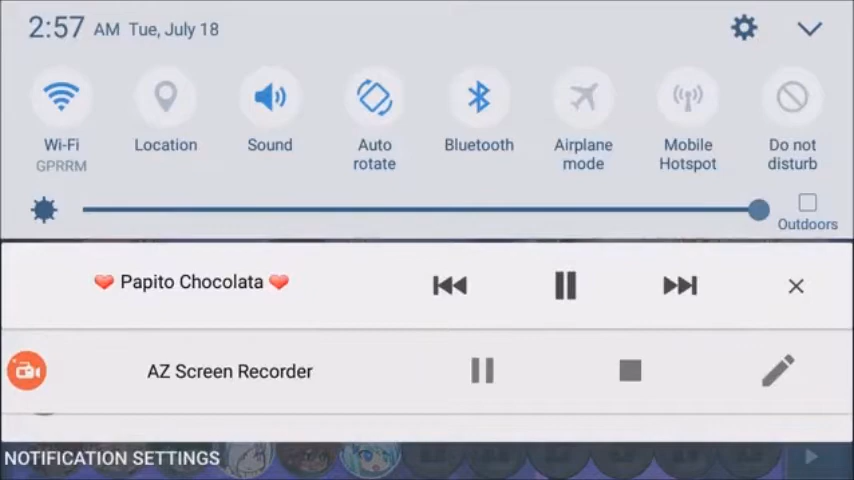 2:57 AM Tue, July 18
Wi-Fi Location Sound Auto rotate Bluetooth Airplane mode Mobile Hotspot Do not disturb
GPRRM
Outdoors
❤ Papito Chocolata ❤
AZ Screen Recorder
NOTIFICATION SETTINGS